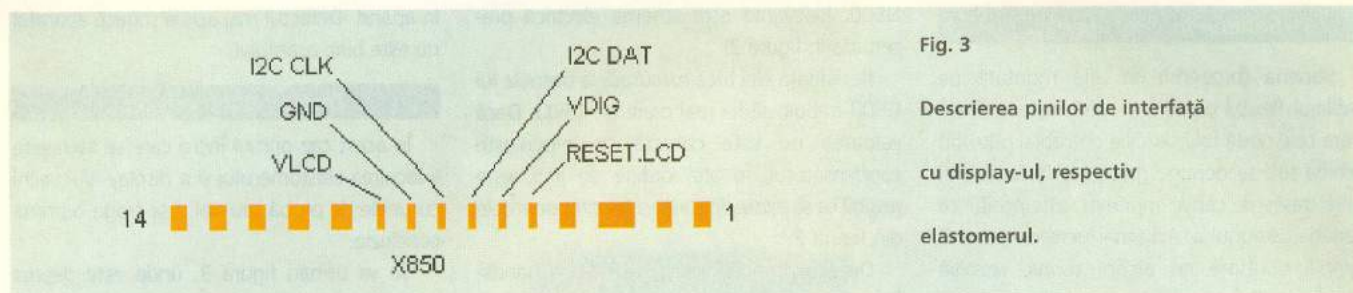 I2C CLK
I2C DAT
GND
VDIG
VLCD
RESET.LCD
14
1
X850
Fig. 3
Descrierea pinilor de interfață
cu display-ul, respectiv
elastomerul.